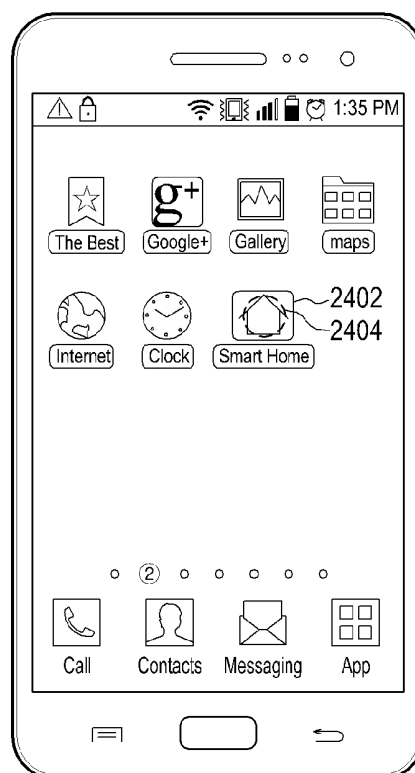 1:35 PM
g+
The Best Google+ Gallery maps
2402
2404
Internet Clock Smart Home
2
Call Contacts Messaging App